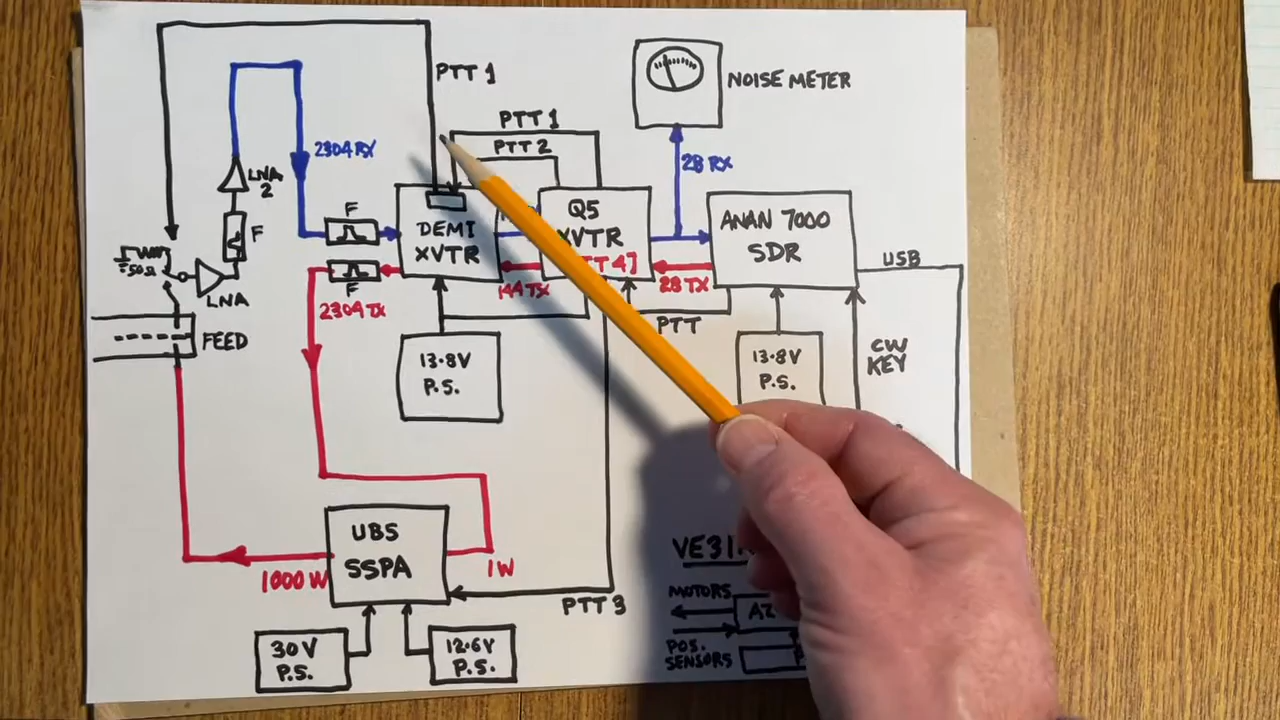 PTT 1
NOISE METER
PTT 1
PTT 2
2304 RX
28 RX
LNA
2
F
F
DEMI
XVTR
Q5
XVTR
ANAN 7000
SDR
USB
50Ω
LNA
F
144 TX
28 TX
2304 TX
PTT
FEED
13.8V
P.S.
13.8V
P.S.
CW
KEY
UBS
SSPA
1000 W
1W
PTT 3
MOTORS
AZ
POS.
SENSORS
30V
P.S.
12.6V
P.S.